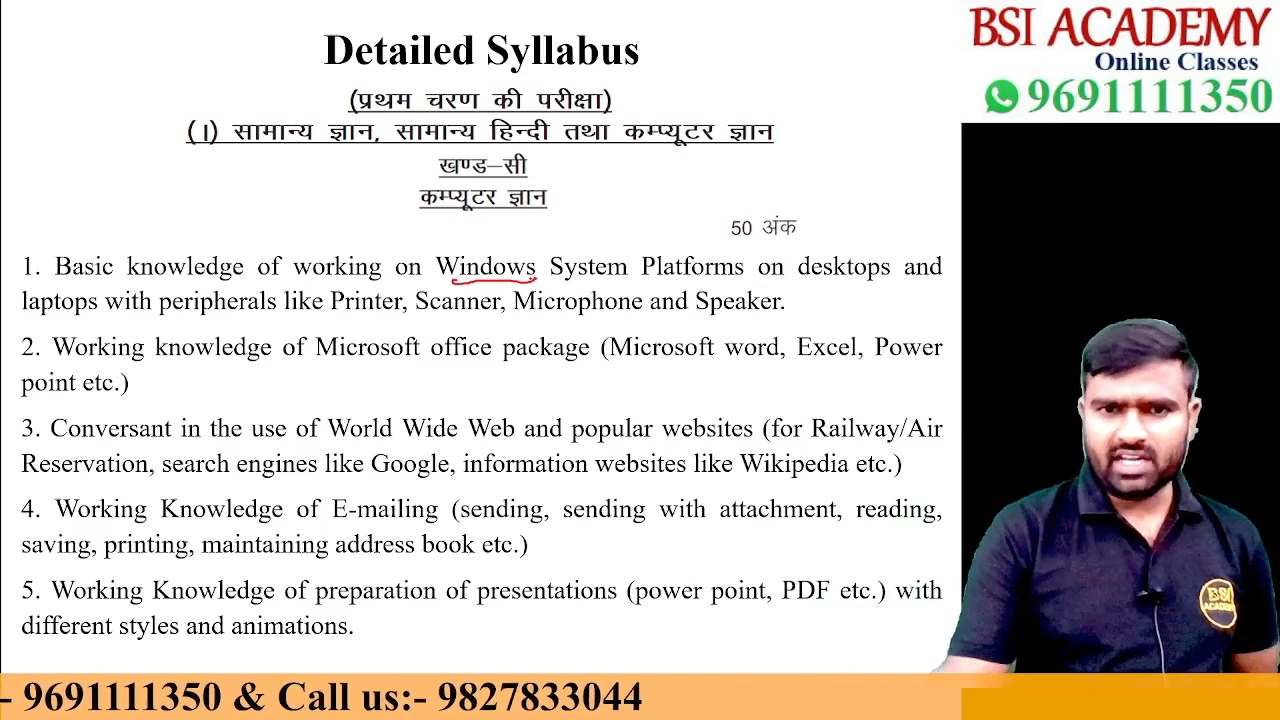 Detailed Syllabus
BSI ACADEMY
Online Classes
9691111350
(प्रथम चरण की परीक्षा)
(I) सामान्य ज्ञान, सामान्य हिन्दी तथा कम्प्यूटर ज्ञान
खण्ड–सी
कम्प्यूटर ज्ञान
50 अंक
1. Basic knowledge of working on Windows System Platforms on desktops and
laptops with peripherals like Printer, Scanner, Microphone and Speaker.
2. Working knowledge of Microsoft office package (Microsoft word, Excel, Power
point etc.)
3. Conversant in the use of World Wide Web and popular websites (for Railway/Air
Reservation, search engines like Google, information websites like Wikipedia etc.)
4. Working Knowledge of E-mailing (sending, sending with attachment, reading,
saving, printing, maintaining address book etc.)
5. Working Knowledge of preparation of presentations (power point, PDF etc.) with
different styles and animations.
BSI
ACADEMY
- 9691111350 & Call us:- 9827833044